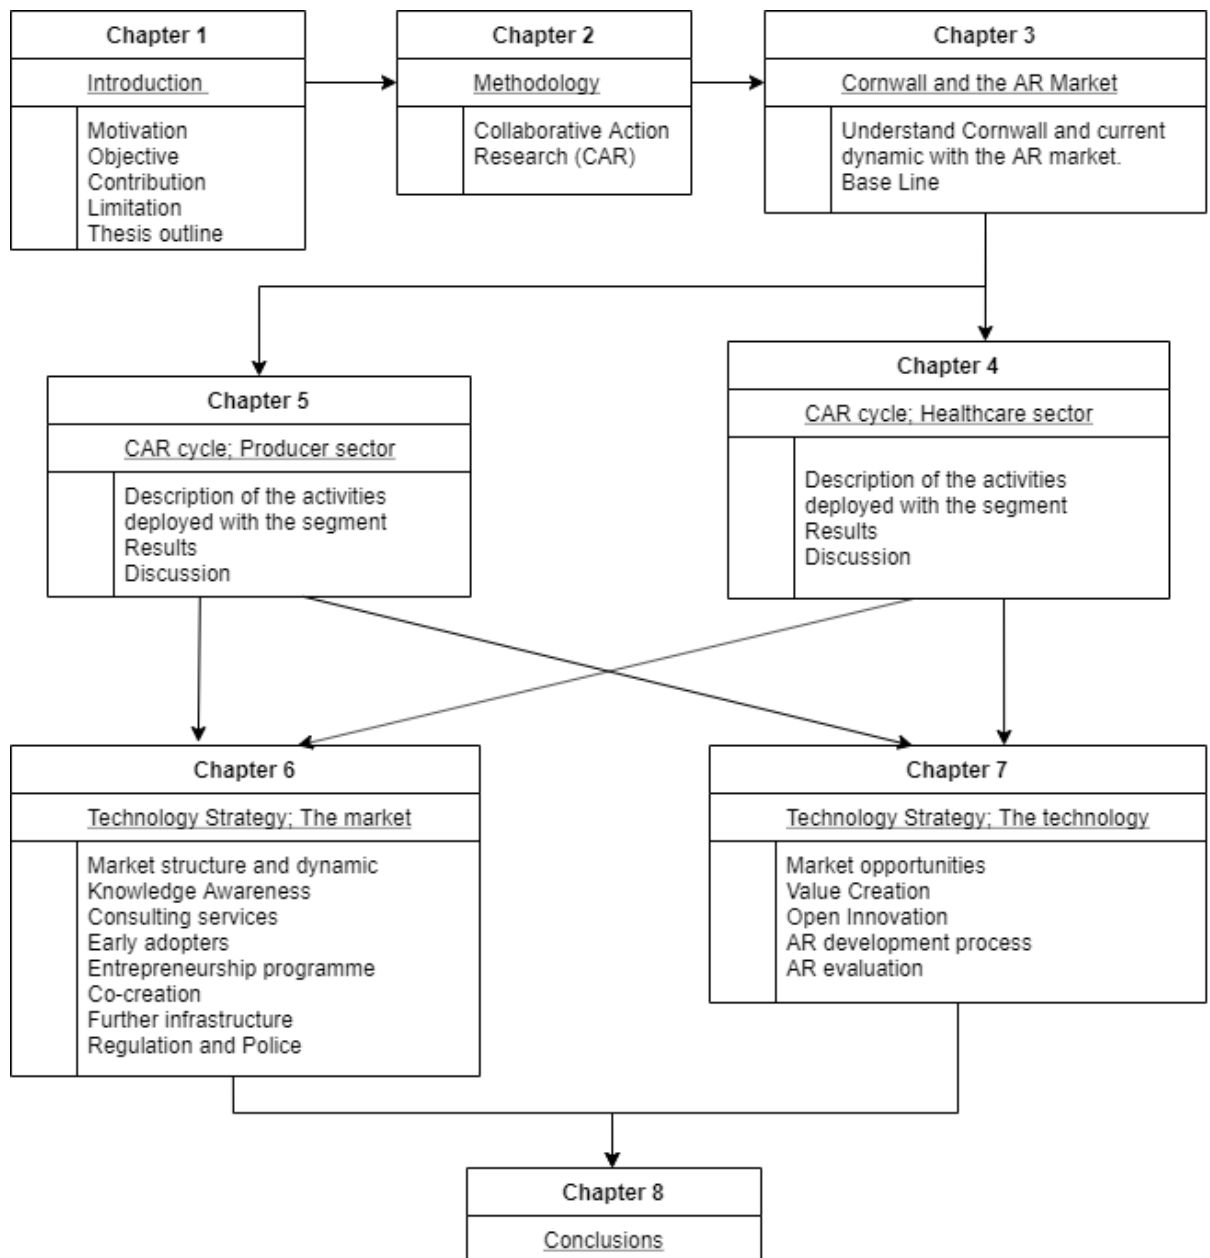 Chapter 1
Introduction
Motivation
Objective
Contribution
Limitation
Thesis outline
Chapter 2
Methodology
Collaborative Action
Research (CAR)
Chapter 3
Cornwall and the AR Market
Understand Cornwall and current
dynamic with the AR market.
Base Line
Chapter 4
CAR cycle; Healthcare sector
Description of the activities
deployed with the segment
Results
Discussion
Chapter 5
CAR cycle; Producer sector
Description of the activities
deployed with the segment
Results
Discussion
Chapter 6
Technology Strategy; The market
Market structure and dynamic
Knowledge Awareness
Consulting services
Early adopters
Entrepreneurship programme
Co-creation
Further infrastructure
Regulation and Police
Chapter 7
Technology Strategy; The technology
Market opportunities
Value Creation
Open Innovation
AR development process
AR evaluation
Chapter 8
Conclusions